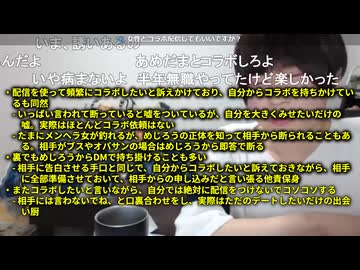 女性とコラボ配信してもいいですか？
いま、誘いあるの
んだよ
あめだまとコラボしろよ
いや病まないよ
半年無職やってたけど楽しかった
・配信を使って頻繁にコラボしたいと訴えかけており、自分からコラボを持ちかけてい
るも同然
・いっぱい言われて断っていると嘘をついているが、自分を大きくみせたいだけの
嘘。実際はほとんどコラボ依頼はない
・たまにメンヘラ女が釣れるが、めじろうの正体を知って相手から断られることもあ
る。相手がブスやオバサンの場合はめじろうから即答で断る
・裏でもめじろうからDMで持ち掛けることも多い
・相手に告白させる手口と同じで、自分からコラボしたいと訴えておきながら、相手
に全部準備させておいて、相手からの申し込みだと言い張る他責保身
・またコラボしたいと言いながら、自分では絶対に配信をつけないでコソコソする
・相手には言わないでね、と口裏合わせをし、実際はただのデートしたいだけの出会
い厨